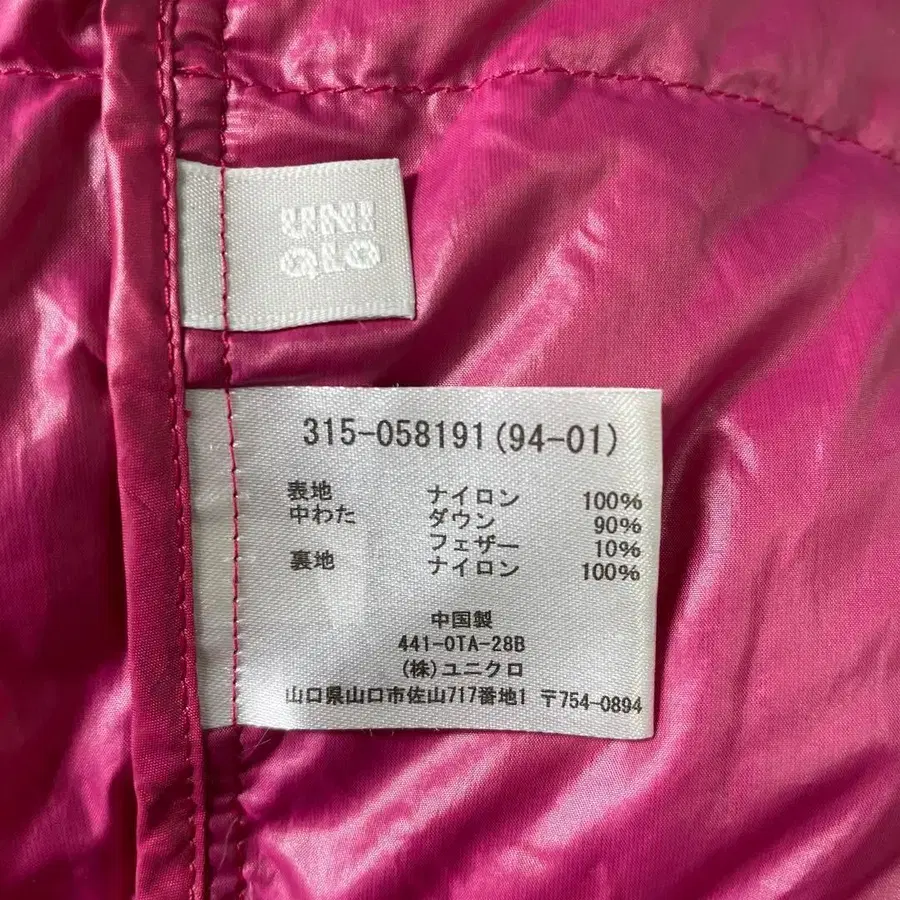 UNI
QLO
315-058191(94-01)
表地 ナイロン 100%
中わた ダウン 90%
フェザー 10%
裏地 ナイロン 100%
中国製
441-OTA-28B
(株)ユニクロ
山口県山口市佐山717番地1 〒754-0894